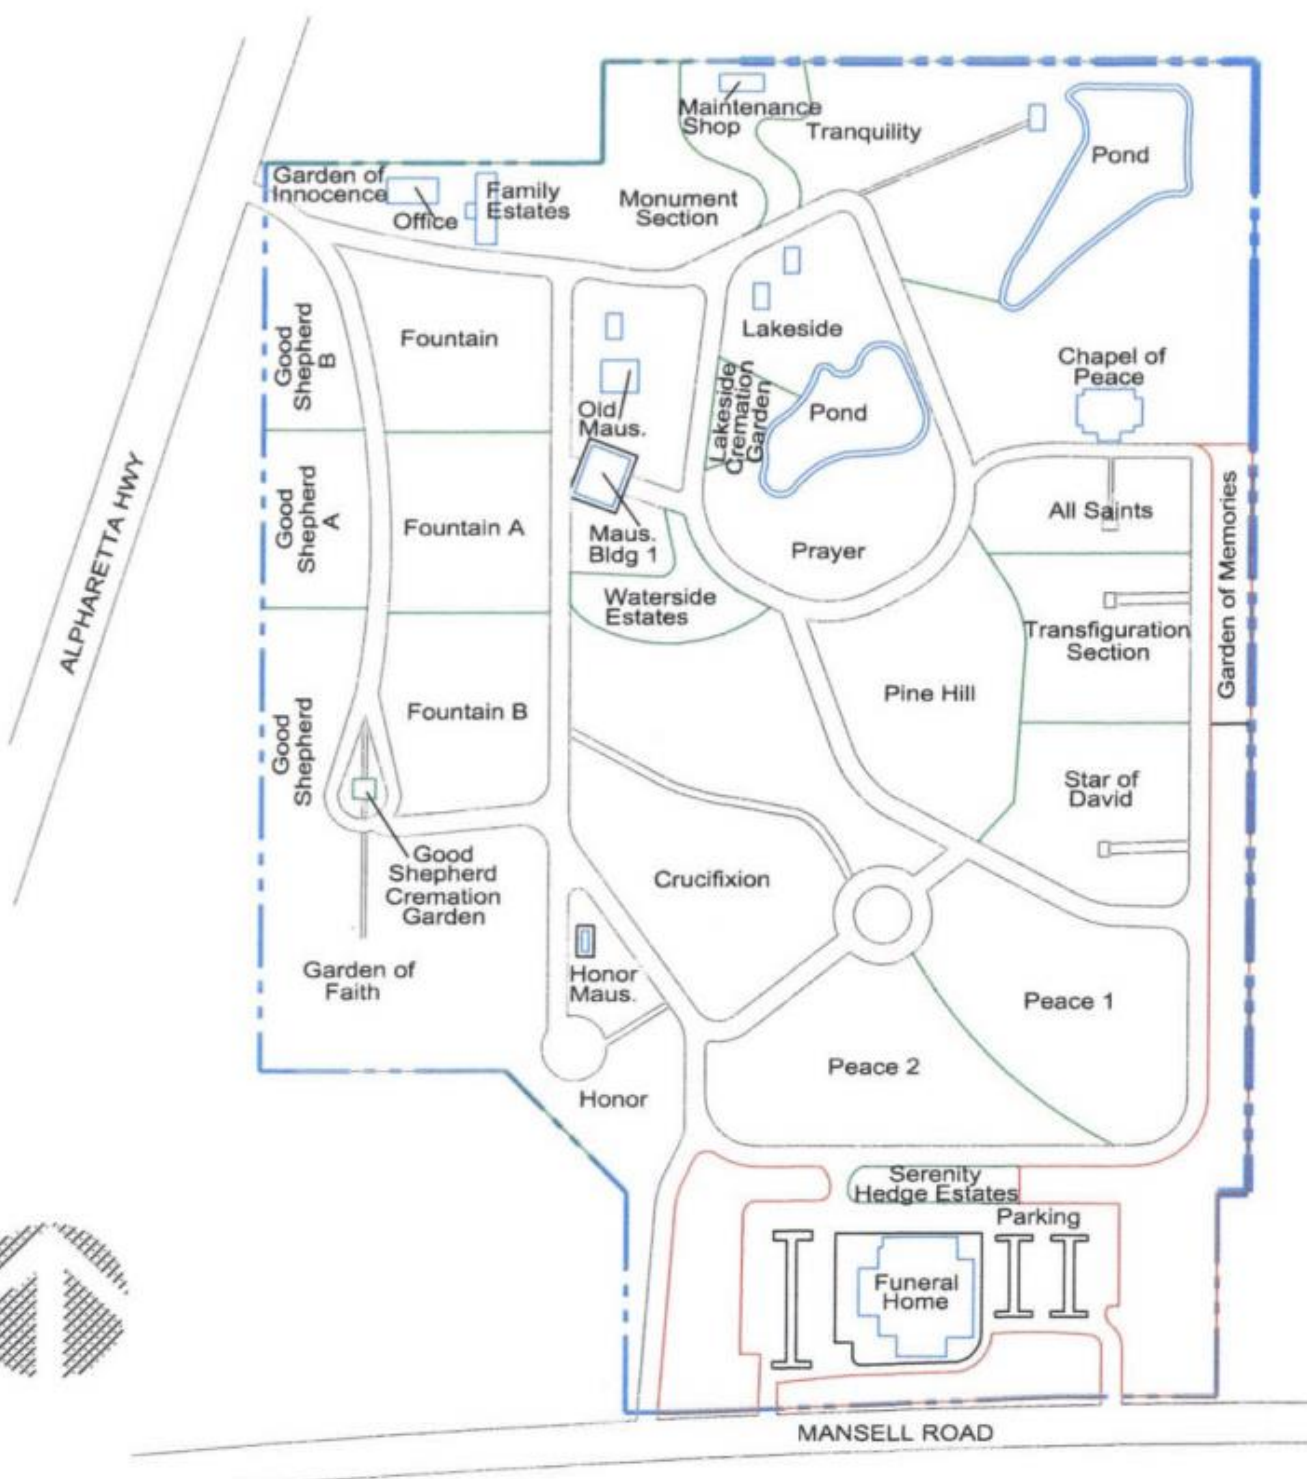 Maintenance
Shop
Tranquility
Pond
Garden of
Innocence
Office
Family
Estates
Monument
Section
Good
Shepherd
B
Fountain
Lakeside
Chapel of
Peace
Old
Maus.
Lakeside
Cremation
Garden
Pond
ALPHARETTA HWY
Good
Shepherd
A
Fountain A
Maus.
Bldg 1
Prayer
All Saints
Garden of Memories
Waterside
Estates
Transfiguration
Section
Good
Shepherd
Fountain B
Pine Hill
Star of
David
Good
Shepherd
Cremation
Garden
Crucifixion
Garden of
Faith
Honor
Maus.
Peace 1
Peace 2
Honor
Serenity
Hedge Estates
Parking
Funeral
Home
MANSELL ROAD